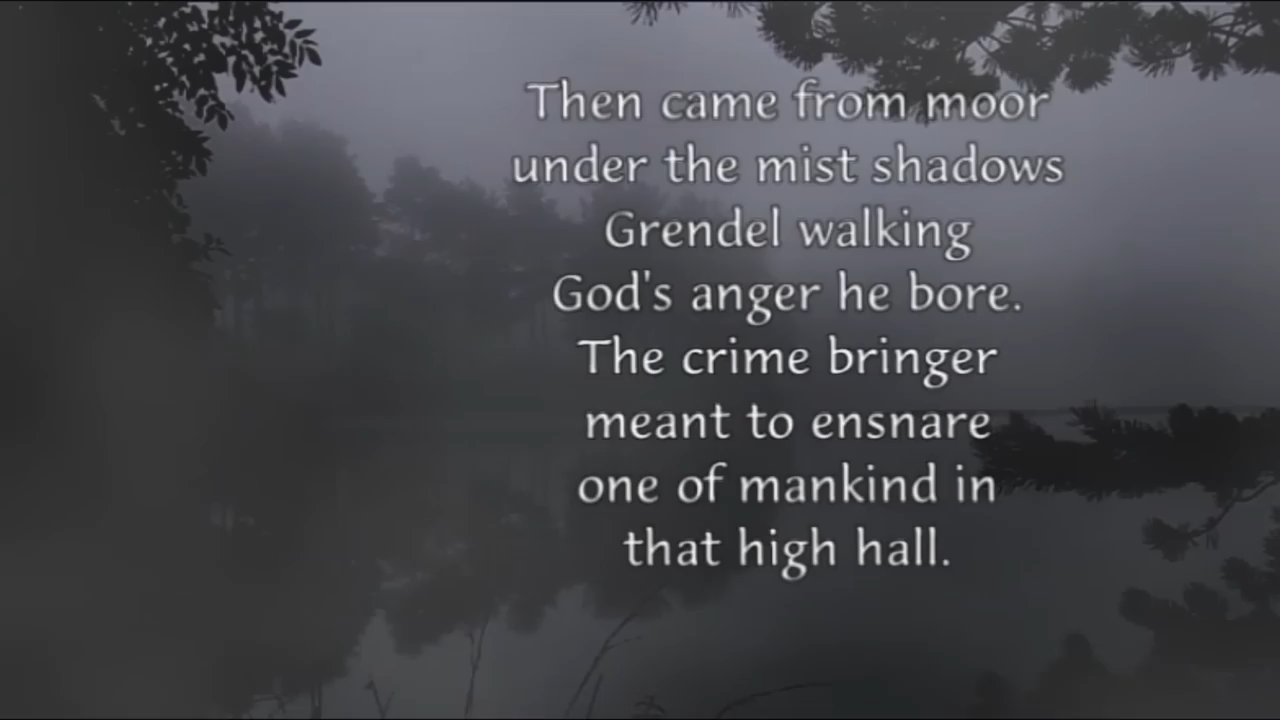 Then came from moor
under the mist shadows
Grendel walking
God's anger he bore.
The crime bringer
meant to ensnare
one of mankind in
that high hall.